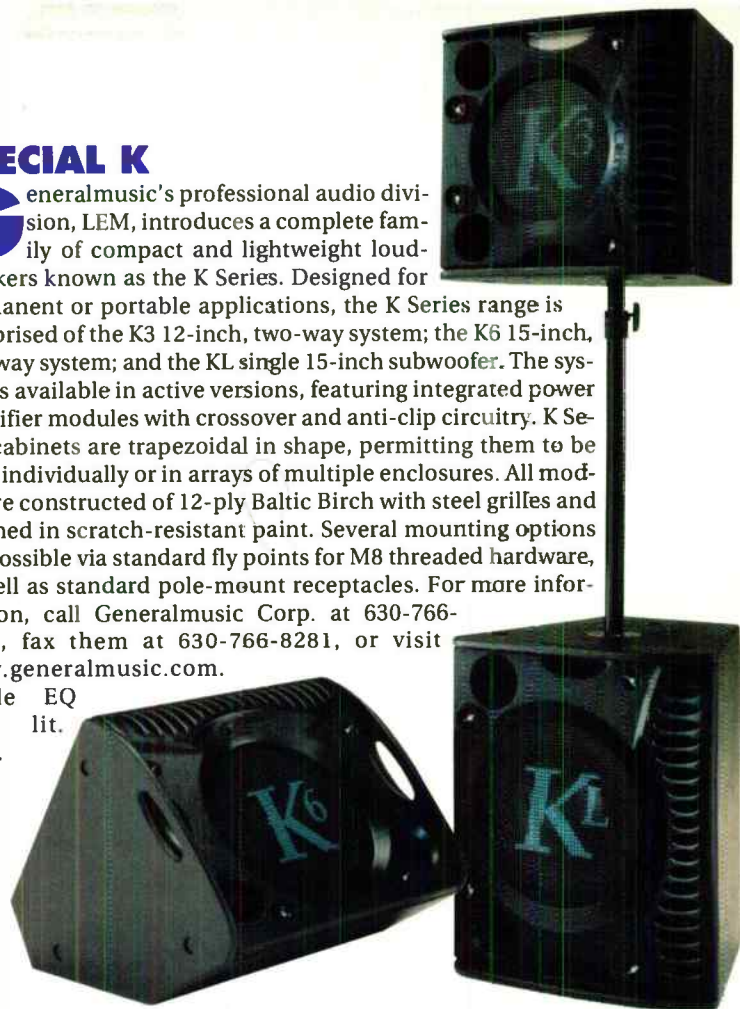 ECIAL K
Generalmusic's professional audio divi-
sion, LEM, introduces a complete fam-
ily of compact and lightweight loud-
kers known as the K Series. Designed for
anent or portable applications, the K Series range is
prised of the K3 12-inch, two-way system; the K6 15-inch,
way system; and the KL single 15-inch subwoofer. The sys-
s available in active versions, featuring integrated power
ifier modules with crossover and anti-clip circuitry. K Se-
cabinets are trapezoidal in shape, permitting them to be
individually or in arrays of multiple enclosures. All mod-
e constructed of 12-ply Baltic Birch with steel grilles and
ned in scratch-resistant paint. Several mounting options
ossible via standard fly points for M8 threaded hardware,
ell as standard pole-mount receptacles. For more infor-
on, call Generalmusic Corp. at 630-766-
, fax them at 630-766-8281, or visit
.generalmusic.com.
le EQ
lit.
K
K6
KL